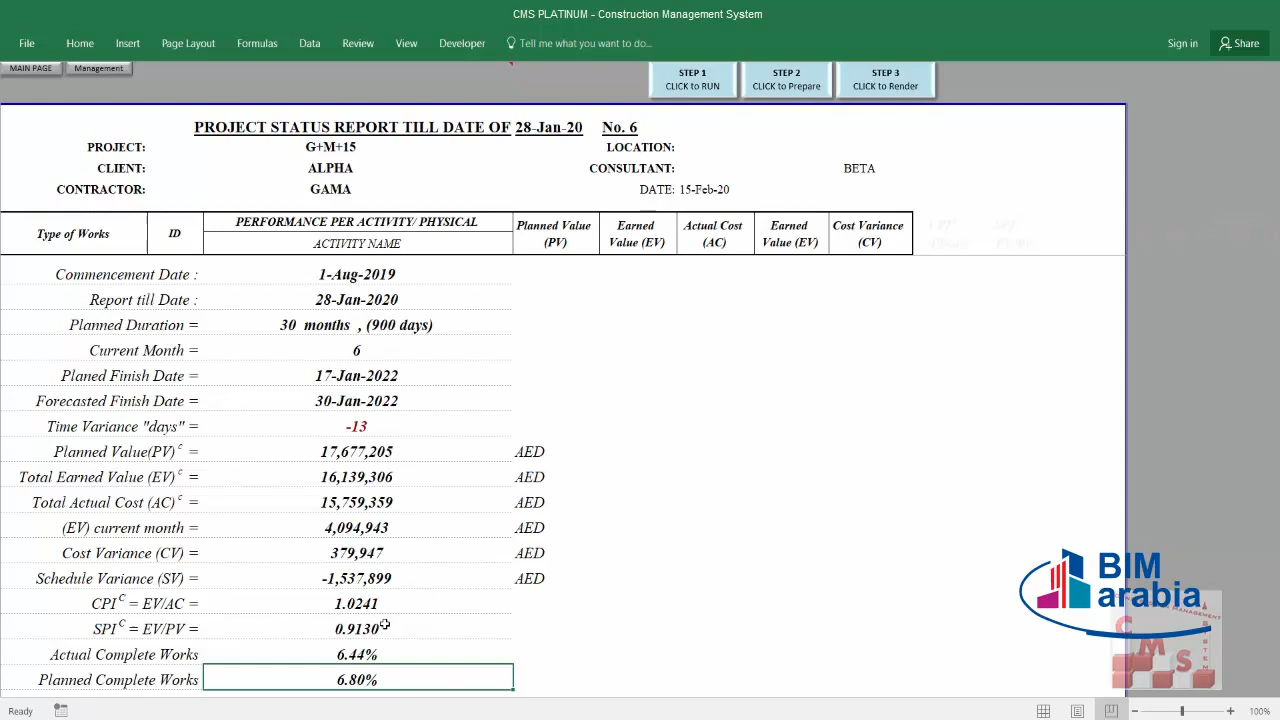 CMS PLATINUM - Construction Management System
File Home Insert Page Layout Formulas Data Review View Developer Tell me what you want to do... Sign in Share
MAIN PAGE Management
STEP 1 STEP 2 STEP 3
CLICK to RUN CLICK to Prepare CLICK to Render
PROJECT STATUS REPORT TILL DATE OF 28-Jan-20 No. 6
PROJECT: G+M+15 LOCATION:
CLIENT: ALPHA CONSULTANT: BETA
CONTRACTOR: GAMA DATE: 15-Feb-20
Type of Works ID PERFORMANCE PER ACTIVITY/ PHYSICAL Planned Value Earned Actual Cost Earned Cost Variance
ACTIVITY NAME (PV) Value (EV) (AC) Value (EV) (CV)
Commencement Date : 1-Aug-2019
Report till Date : 28-Jan-2020
Planned Duration = 30 months , (900 days)
Current Month = 6
Planed Finish Date = 17-Jan-2022
Forecasted Finish Date = 30-Jan-2022
Time Variance "days" = -13
Planned Value(PV) c = 17,677,205 AED
Total Earned Value (EV) c = 16,139,306 AED
Total Actual Cost (AC) c = 15,759,359 AED
(EV) current month = 4,094,943 AED
Cost Variance (CV) = 379,947 AED
Schedule Variance (SV) = -1,537,899 AED
CPI C = EV/AC = 1.0241
SPI C = EV/PV = 0.9130
Actual Complete Works 6.44%
Planned Complete Works 6.80%
BIM
arabia
CMS
Ready 100%